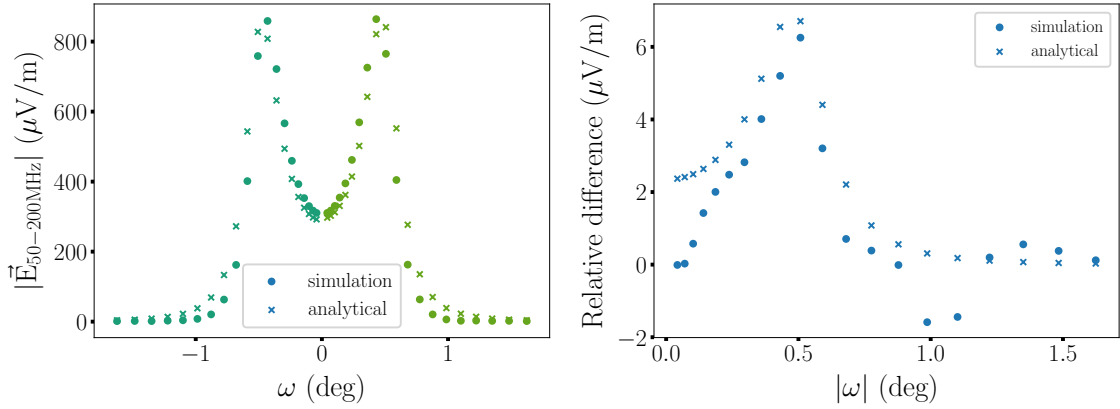 |E⃗₅₀₋₂₀₀MHz| (μV/m)
800
600
400
200
0
−1
0
1
ω (deg)
simulation
analytical
Relative difference (μV/m)
6
4
2
0
−2
0.0
0.5
1.0
1.5
|ω| (deg)
simulation
analytical